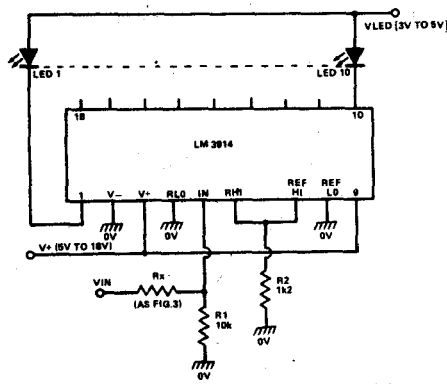 VLED (3V TO 5V)
LED 1
LED 10
18
10
LM 3914
1
V-
V+
RLO
IN
RHI
REF
HI
REF
LO
9
0V
0V
0V
V+ (5V TO 18V)
VIN
Rx
(AS FIG.3)
R2
1k2
R1
10k
0V
0V